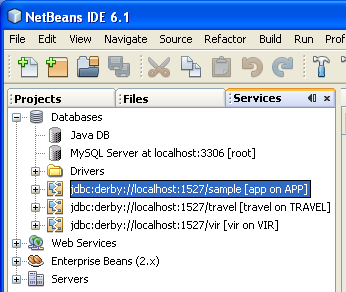 NetBeans IDE 6.1
File Edit View Navigate Source Refactor Build Run Prof
Projects Files Services
Databases
Java DB
MySQL Server at localhost:3306 [root]
Drivers
jdbc:derby://localhost:1527/sample [app on APP]
jdbc:derby://localhost:1527/travel [travel on TRAVEL]
jdbc:derby://localhost:1527/vir [vir on VIR]
Web Services
Enterprise Beans (2.x)
Servers